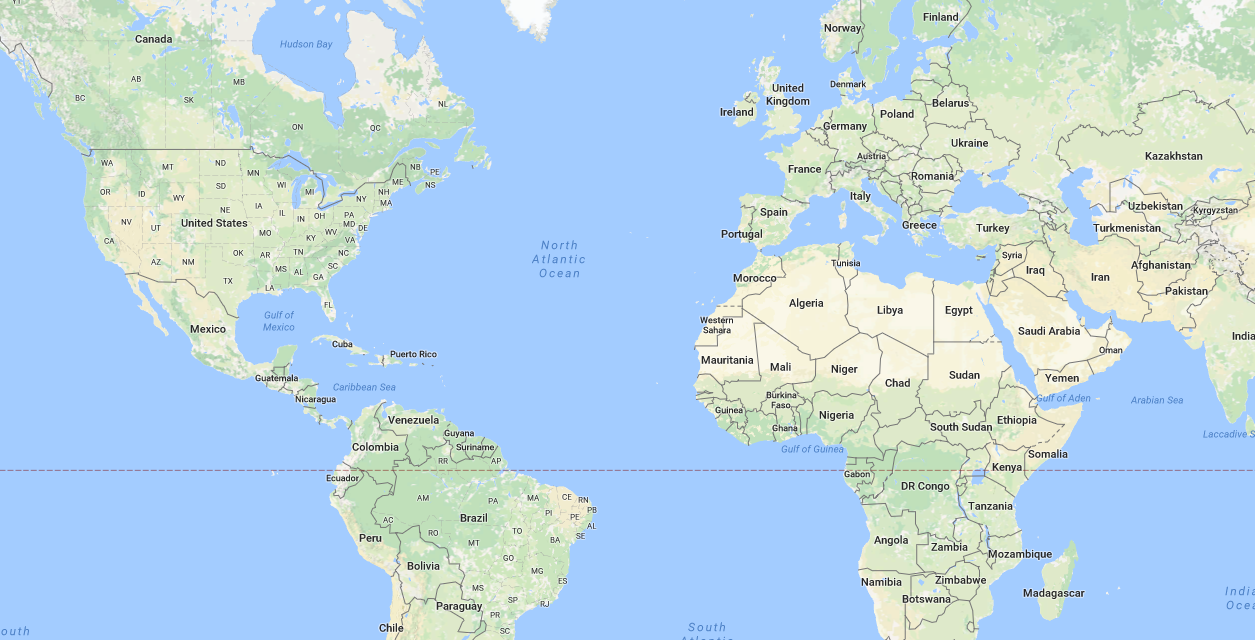 Canada
Hudson Bay
Norway
Finland
AB
MB
BC
SK
NL
ON
QC
United
Kingdom
Denmark
Ireland
Belarus
Poland
Germany
Ukraine
Austria
France
Romania
Kazakhstan
WA
MT
ND
MN
NB
PE
ME
NS
OR
ID
SD
WI
MI
NH
WY
NY
MA
Italy
Spain
Portugal
Greece
Turkey
Uzbekistan
Kyrgyzstan
Turkmenistan
NV
UT
United States
NE
IA
IL
IN
OH
PA
MD
DE
CA
MO
KY
WV
VA
AZ
NM
OK
AR
TN
NC
MS
AL
SC
GA
TX
LA
FL
North
Atlantic
Ocean
Tunisia
Syria
Iraq
Iran
Afghanistan
Pakistan
Morocco
Algeria
Libya
Egypt
Gulf of
Mexico
Mexico
Western
Sahara
Saudi Arabia
India
Cuba
Puerto Rico
Oman
Mauritania
Mali
Niger
Chad
Sudan
Yemen
Guatemala
Caribbean Sea
Nicaragua
Burkina
Faso
Gulf of Aden
Arabian Sea
Guinea
Nigeria
Ghana
Ethiopia
South Sudan
Venezuela
Guyana
Suriname
Colombia
Gulf of Guinea
Laccadive S
Somalia
RR
AP
Kenya
Ecuador
Gabon
DR Congo
AM
PA
MA
CE
RN
Tanzania
PI
PB
PE
AC
Brazil
AL
RO
TO
SE
Peru
MT
BA
Angola
Zambia
Mozambique
GO
Bolivia
MG
ES
Namibia
Zimbabwe
Madagascar
MS
SP
RJ
Botswana
India
Ocea
Paraguay
PR
SC
Chile
outh
South
Atlantic